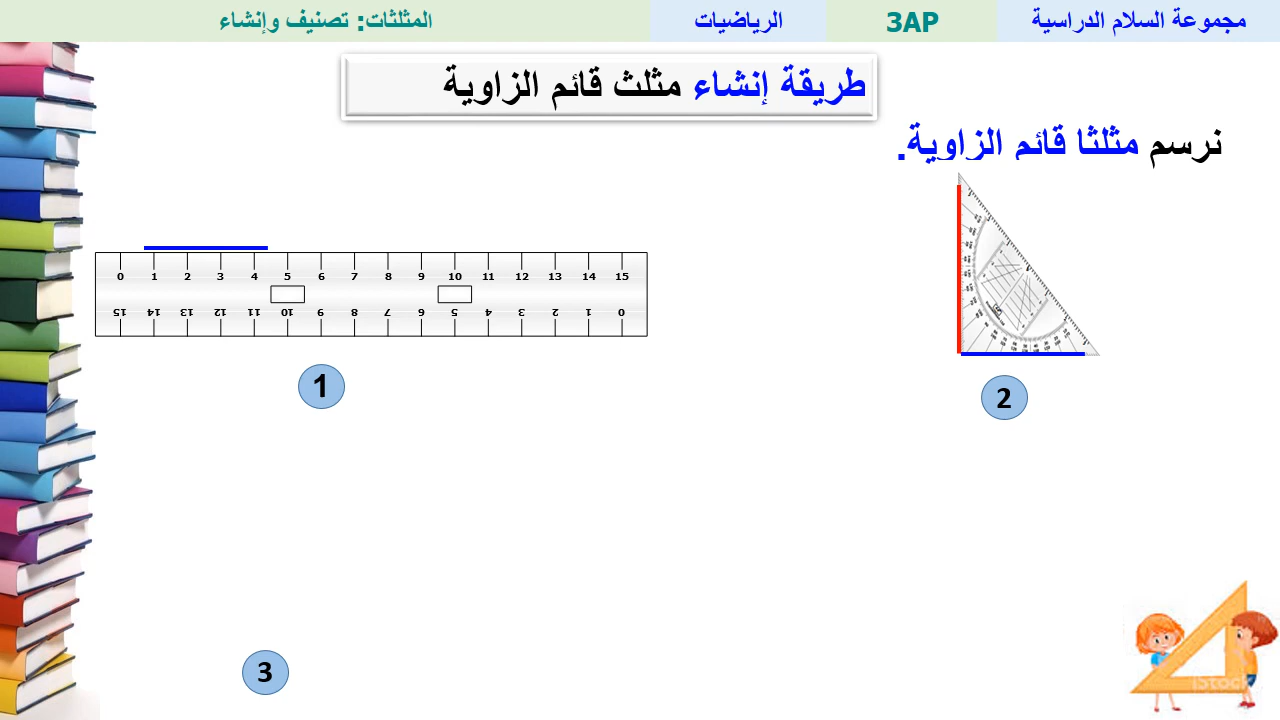 مجموعة السلام الدراسية
3AP
الرياضيات
المثلثات: تصنيف وإنشاء
طريقة إنشاء مثلث قائم الزاوية
نرسم مثلثا قائم الزاوية.
0 1 2 3 4 5 6 7 8 9 10 11 12 13 14 15
15 14 13 12 11 10 9 8 7 6 5 4 3 2 1 0
1
2
3
iStock